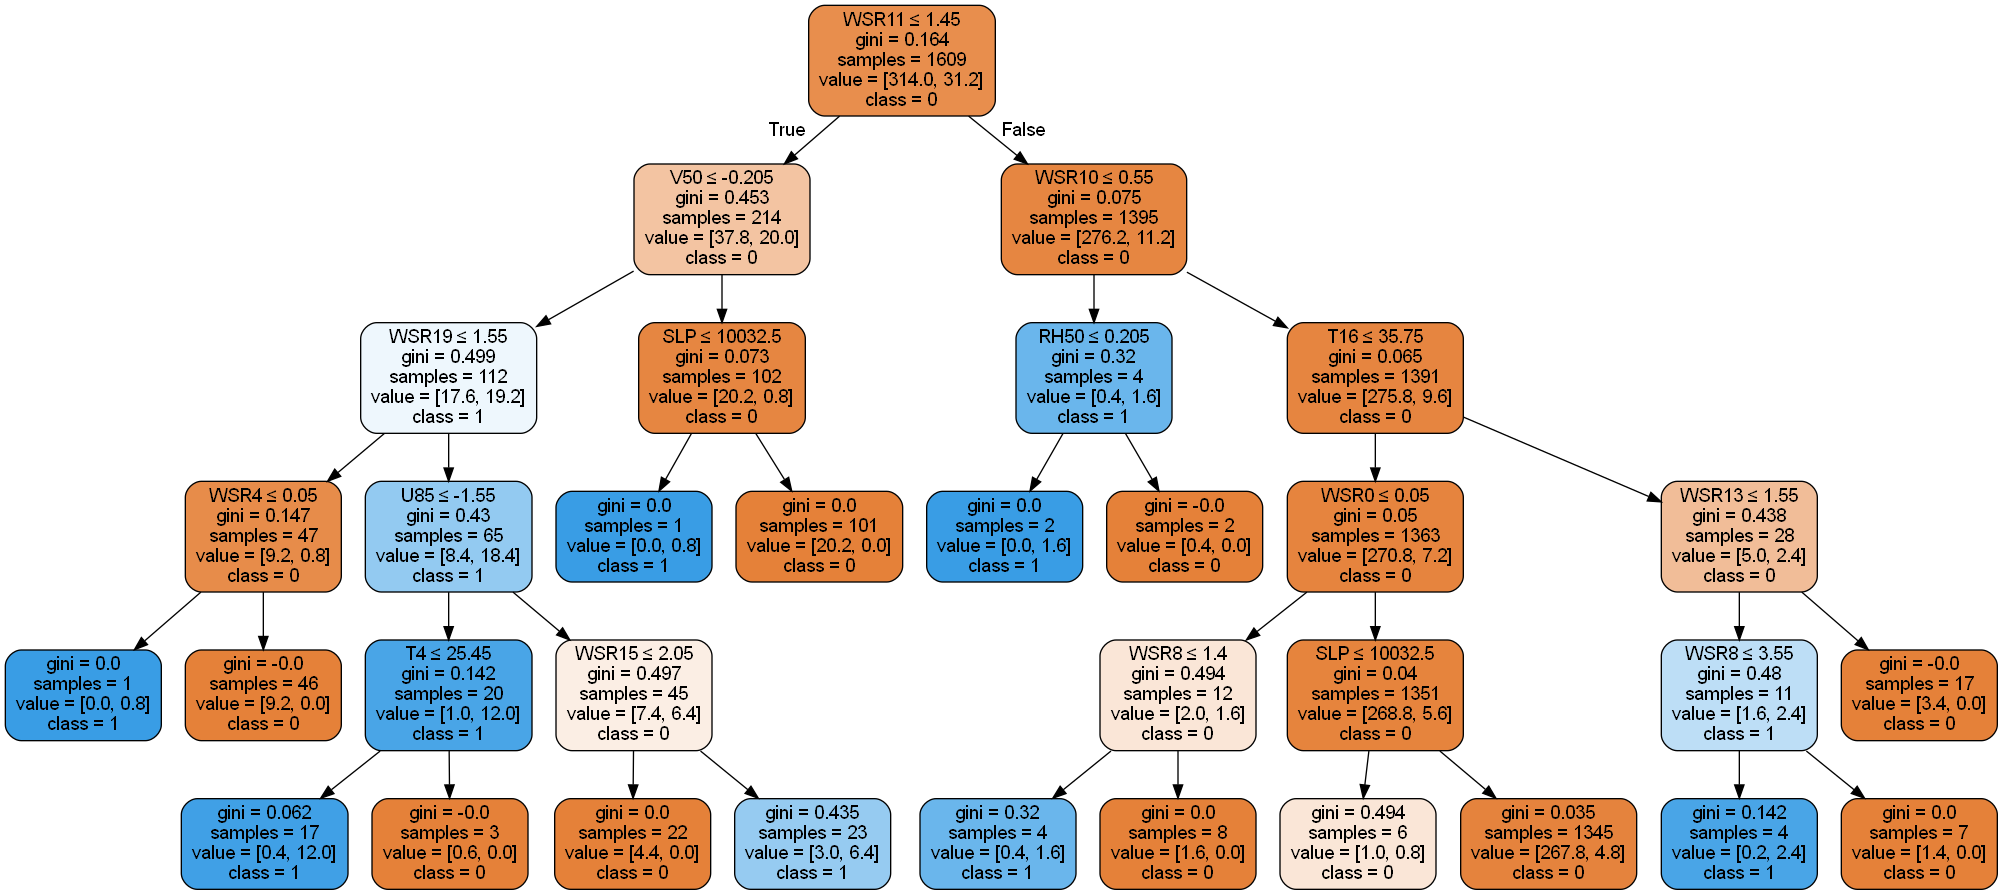 WSR11 ≤ 1.45
gini = 0.164
samples = 1609
value = [314.0, 31.2]
class = 0
True
False
V50 ≤ -0.205
gini = 0.453
samples = 214
value = [37.8, 20.0]
class = 0
WSR10 ≤ 0.55
gini = 0.075
samples = 1395
value = [276.2, 11.2]
class = 0
WSR19 ≤ 1.55
gini = 0.499
samples = 112
value = [17.6, 19.2]
class = 1
SLP ≤ 10032.5
gini = 0.073
samples = 102
value = [20.2, 0.8]
class = 0
RH50 ≤ 0.205
gini = 0.32
samples = 4
value = [0.4, 1.6]
class = 1
T16 ≤ 35.75
gini = 0.065
samples = 1391
value = [275.8, 9.6]
class = 0
WSR4 ≤ 0.05
gini = 0.147
samples = 47
value = [9.2, 0.8]
class = 0
U85 ≤ -1.55
gini = 0.43
samples = 65
value = [8.4, 18.4]
class = 1
gini = 0.0
samples = 1
value = [0.0, 0.8]
class = 1
gini = 0.0
samples = 101
value = [20.2, 0.0]
class = 0
gini = 0.0
samples = 2
value = [0.0, 1.6]
class = 1
gini = -0.0
samples = 2
value = [0.4, 0.0]
class = 0
WSR0 ≤ 0.05
gini = 0.05
samples = 1363
value = [270.8, 7.2]
class = 0
WSR13 ≤ 1.55
gini = 0.438
samples = 28
value = [5.0, 2.4]
class = 0
gini = 0.0
samples = 1
value = [0.0, 0.8]
class = 1
gini = -0.0
samples = 46
value = [9.2, 0.0]
class = 0
T4 ≤ 25.45
gini = 0.142
samples = 20
value = [1.0, 12.0]
class = 1
WSR15 ≤ 2.05
gini = 0.497
samples = 45
value = [7.4, 6.4]
class = 0
WSR8 ≤ 1.4
gini = 0.494
samples = 12
value = [2.0, 1.6]
class = 0
SLP ≤ 10032.5
gini = 0.04
samples = 1351
value = [268.8, 5.6]
class = 0
WSR8 ≤ 3.55
gini = 0.48
samples = 11
value = [1.6, 2.4]
class = 1
gini = -0.0
samples = 17
value = [3.4, 0.0]
class = 0
gini = 0.062
samples = 17
value = [0.4, 12.0]
class = 1
gini = -0.0
samples = 3
value = [0.6, 0.0]
class = 0
gini = 0.0
samples = 22
value = [4.4, 0.0]
class = 0
gini = 0.435
samples = 23
value = [3.0, 6.4]
class = 1
gini = 0.32
samples = 4
value = [0.4, 1.6]
class = 1
gini = 0.0
samples = 8
value = [1.6, 0.0]
class = 0
gini = 0.494
samples = 6
value = [1.0, 0.8]
class = 0
gini = 0.035
samples = 1345
value = [267.8, 4.8]
class = 0
gini = 0.142
samples = 4
value = [0.2, 2.4]
class = 1
gini = 0.0
samples = 7
value = [1.4, 0.0]
class = 0